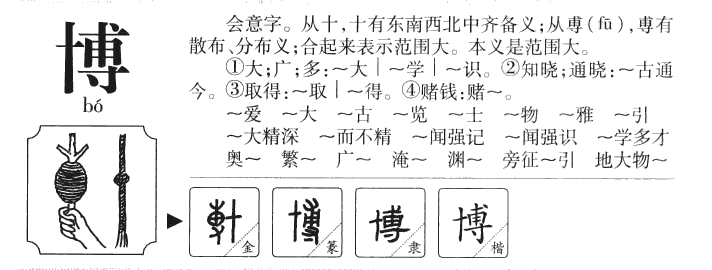 博
bó
会意字。从十,十有东南西北中齐备义;从尃(fū),尃有
散布、分布义;合起来表示范围大。本义是范围大。
①大;广;多:~大|~学|~识。②知晓;通晓:~古通
今。③取得:~取|~得。④赌钱:赌~。
~爱 ~大 ~古 ~览 ~士 ~物 ~雅 ~引
~大精深 ~而不精 ~闻强记 ~闻强识 ~学多才
奥~ 繁~ 广~ 淹~ 渊~ 旁征~引 地大物~
博 金 博 篆 博 隶 博 楷